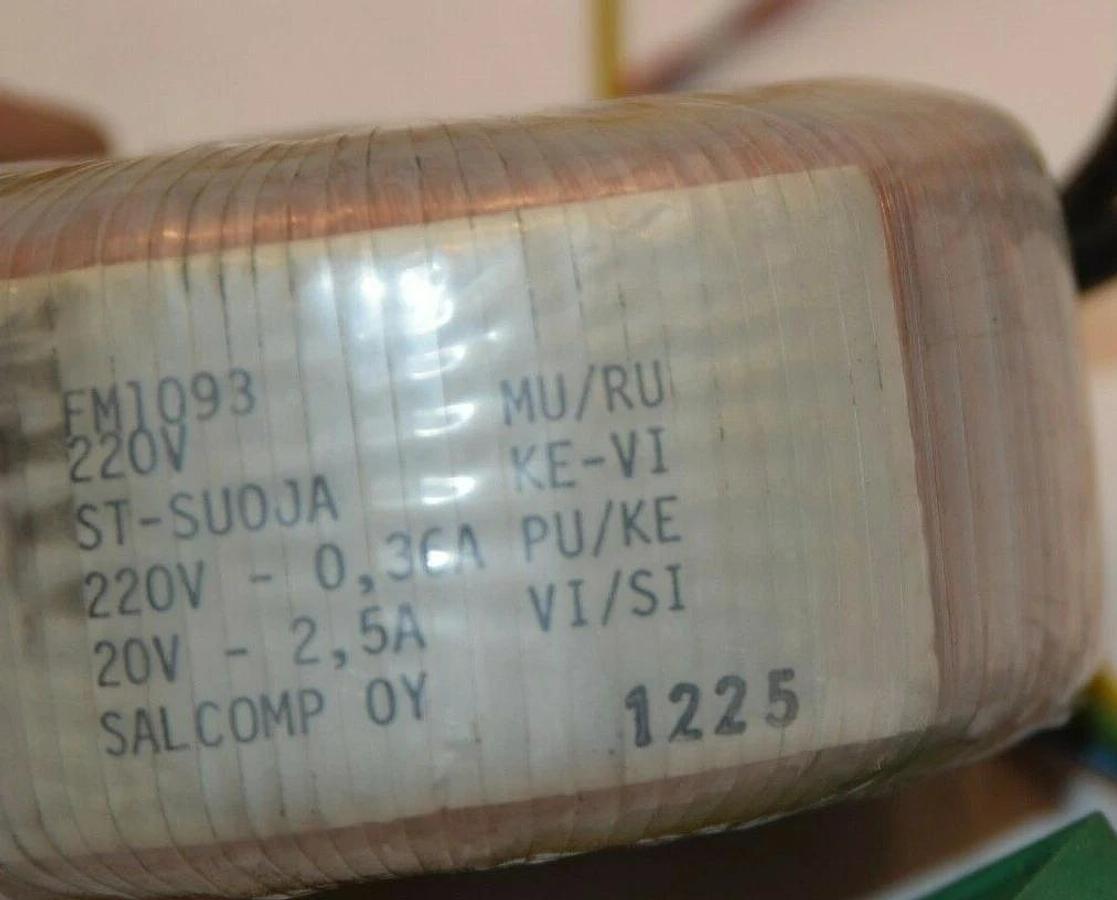 FM1093 MU/RU
220V KE-VI
ST-SUOJA PU/KE
220V - 0,36A VI/SI
20V - 2,5A
SALCOMP OY 1225